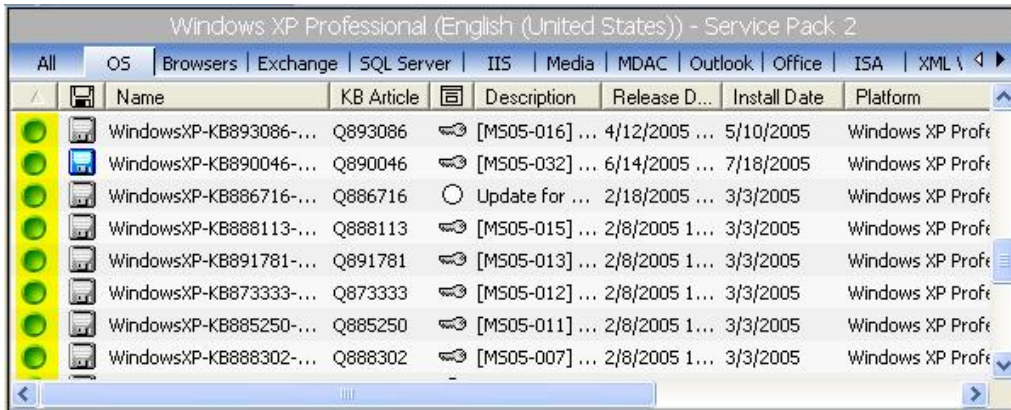 Windows XP Professional (English (United States)) - Service Pack 2
All OS Browsers Exchange SQL Server IIS Media MDAC Outlook Office ISA XML
Name KB Article Description Release D... Install Date Platform
WindowsXP-KB893086-... Q893086 [MS05-016] ... 4/12/2005 ... 5/10/2005 Windows XP Profe
WindowsXP-KB890046-... Q890046 [MS05-032] ... 6/14/2005 ... 7/18/2005 Windows XP Profe
WindowsXP-KB886716-... Q886716 Update for ... 2/18/2005 ... 3/3/2005 Windows XP Profe
WindowsXP-KB888113-... Q888113 [MS05-015] ... 2/8/2005 1... 3/3/2005 Windows XP Profe
WindowsXP-KB891781-... Q891781 [MS05-013] ... 2/8/2005 1... 3/3/2005 Windows XP Profe
WindowsXP-KB873333-... Q873333 [MS05-012] ... 2/8/2005 1... 3/3/2005 Windows XP Profe
WindowsXP-KB885250-... Q885250 [MS05-011] ... 2/8/2005 1... 3/3/2005 Windows XP Profe
WindowsXP-KB888302-... Q888302 [MS05-007] ... 2/8/2005 1... 3/3/2005 Windows XP Profe